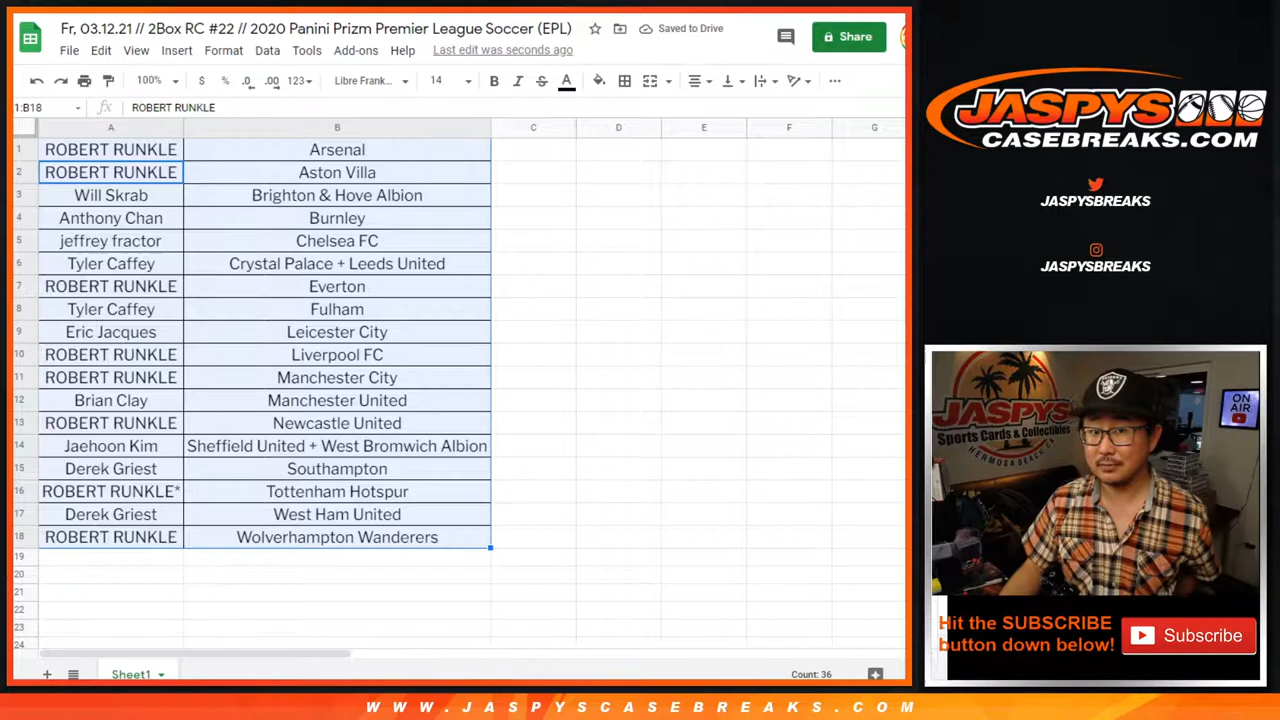 Fr, 03.12.21 // 2Box RC #22 // 2020 Panini Prizm Premier League Soccer (EPL)
Saved to Drive
Share
File Edit View Insert Format Data Tools Add-ons Help Last edit was seconds ago
100% $ % .0 .00 123 Libre Frank... 14 B I S A
1:B18 fx ROBERT RUNKLE
A B C D E F G
1 ROBERT RUNKLE Arsenal
2 ROBERT RUNKLE Aston Villa
3 Will Skrab Brighton & Hove Albion
4 Anthony Chan Burnley
5 jeffrey fractor Chelsea FC
6 Tyler Caffey Crystal Palace + Leeds United
7 ROBERT RUNKLE Everton
8 Tyler Caffey Fulham
9 Eric Jacques Leicester City
10 ROBERT RUNKLE Liverpool FC
11 ROBERT RUNKLE Manchester City
12 Brian Clay Manchester United
13 ROBERT RUNKLE Newcastle United
14 Jaehoon Kim Sheffield United + West Bromwich Albion
15 Derek Griest Southampton
16 ROBERT RUNKLE* Tottenham Hotspur
17 Derek Griest West Ham United
18 ROBERT RUNKLE Wolverhampton Wanderers
19
20
21
22
23
24
Sheet1
Count: 36
JASPYS
CASEBREAKS.COM
JASPYSBREAKS
JASPYSBREAKS
JASPYS
Sports Cards & Collectibles
HERMOSA BEACH, CA
ON
AIR
Hit the SUBSCRIBE
button down below!
Subscribe
WWW.JASPYSCASEBREAKS.COM